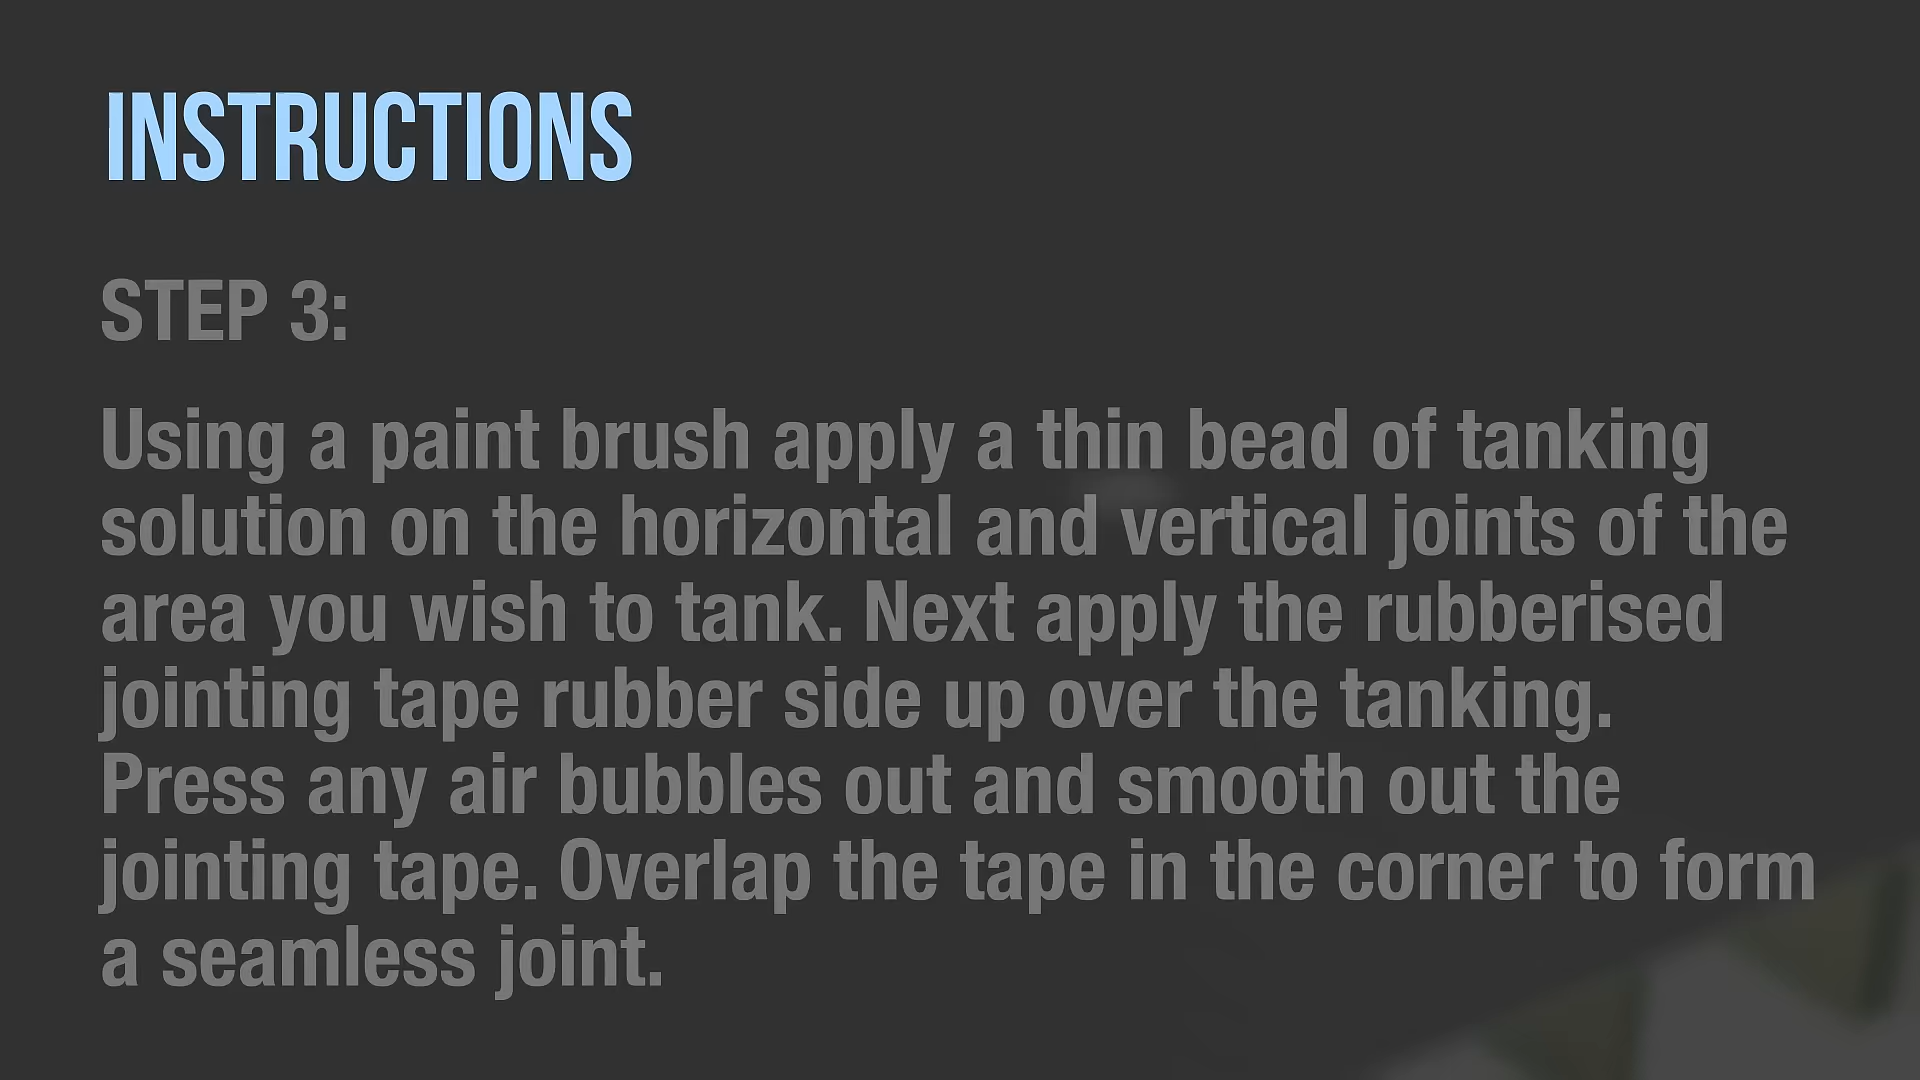 INSTRUCTIONS
STEP 3:
Using a paint brush apply a thin bead of tanking
solution on the horizontal and vertical joints of the
area you wish to tank. Next apply the rubberised
jointing tape rubber side up over the tanking.
Press any air bubbles out and smooth out the
jointing tape. Overlap the tape in the corner to form
a seamless joint.